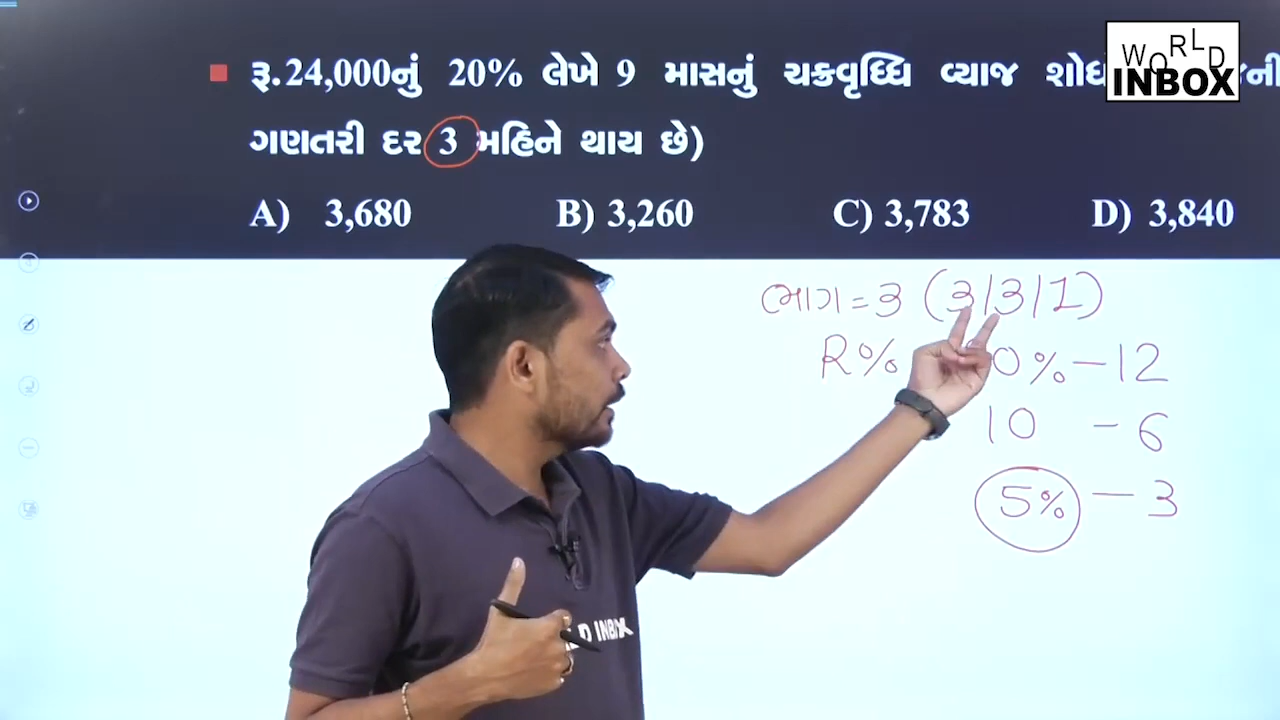 રૂ.24,000નું 20% લેખે 9 માસનું ચક્રવૃધ્ધિ વ્યાજ
ગણતરી દર 3 મહિને થાય છે)
A) 3,680 B) 3,260 C) 3,783 D) 3,840
WORLD
INBOX
ભાગ = 3 (3/3/1)
R% 0% - 12
10 - 6
5% - 3